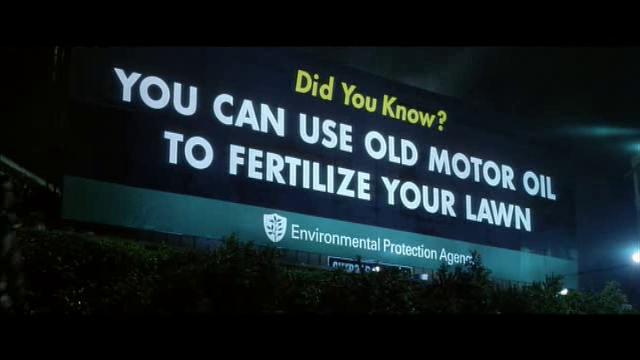 Did You Know?
YOU CAN USE OLD MOTOR OIL
TO FERTILIZE YOUR LAWN
Environmental Protection Agency